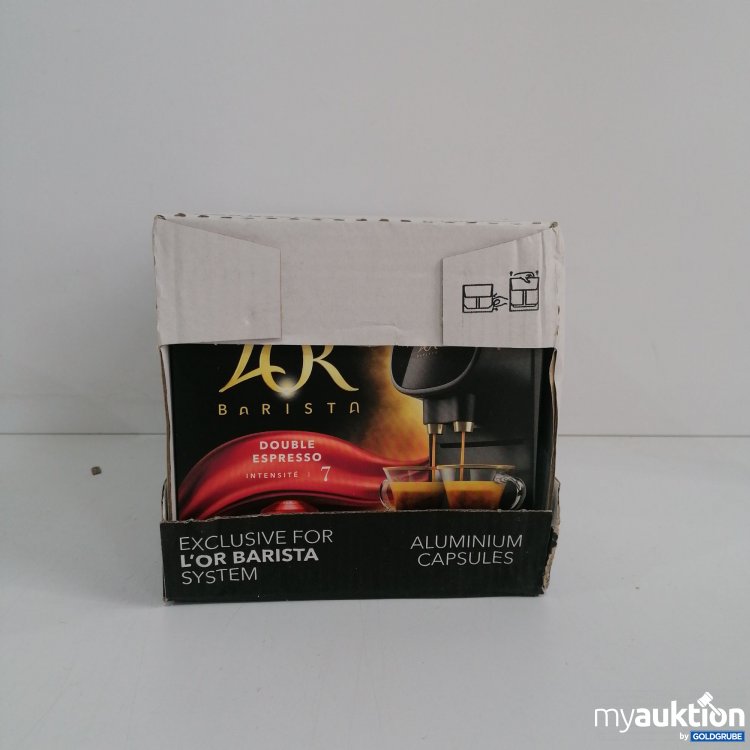 L'OR
BARISTA
DOUBLE
ESPRESSO
INTENSITÉ 7
EXCLUSIVE FOR
L'OR BARISTA
SYSTEM
ALUMINIUM
CAPSULES
myauktion
by GOLDGRUBE